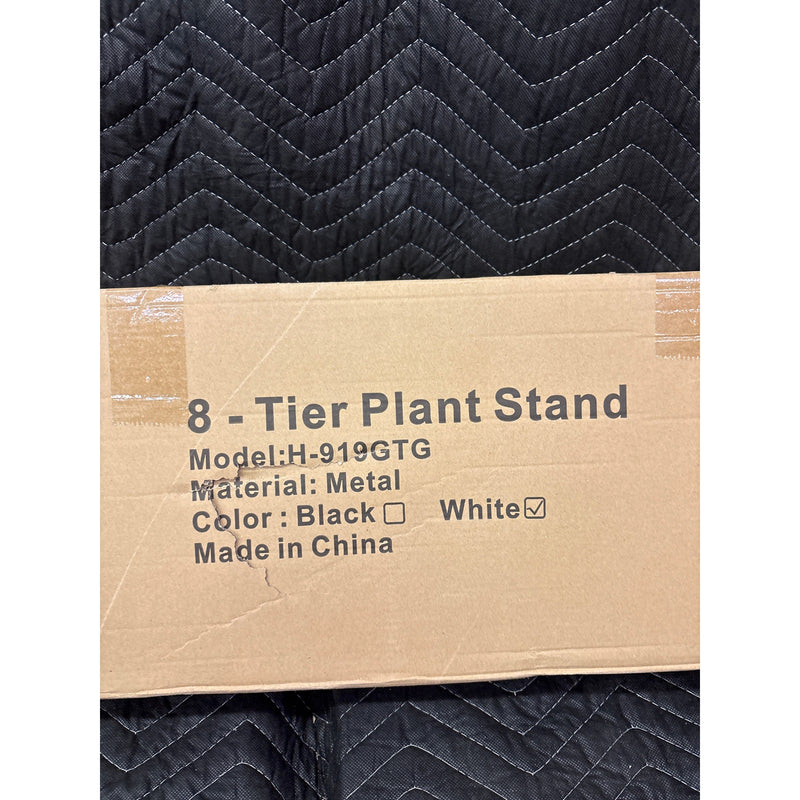 8 - Tier Plant Stand
Model:H-919GTG
Material: Metal
Color : Black☐ White☑
Made in China